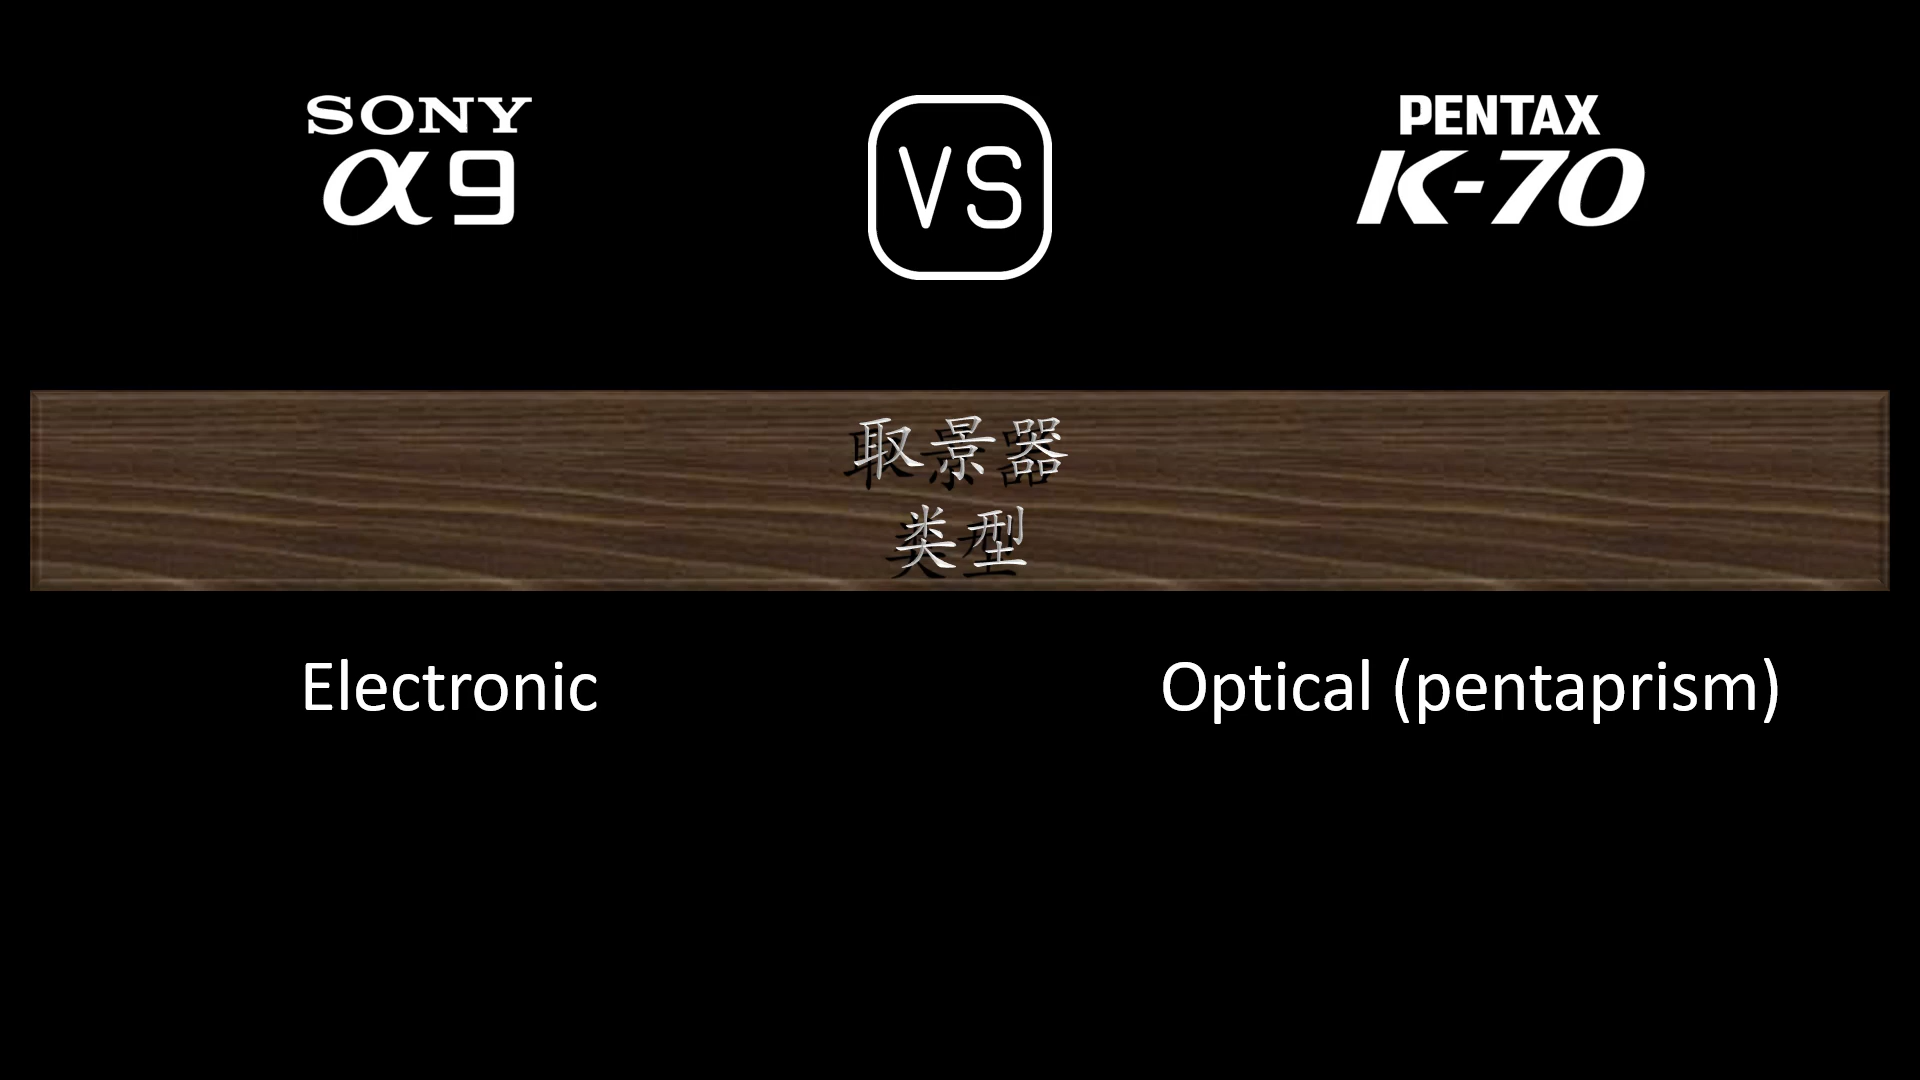 SONY
α9
VS
PENTAX
K-70
取景器
类型
Electronic
Optical (pentaprism)